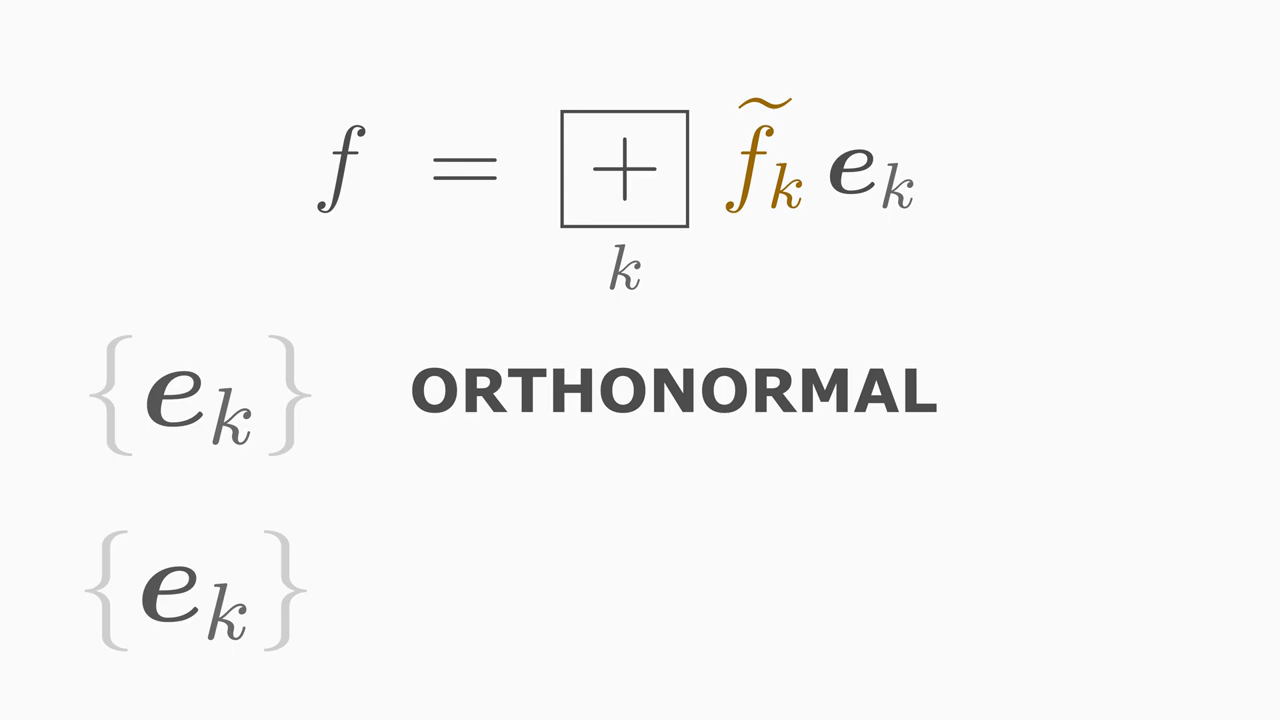 f = ⊞ f̃ₖ eₖ
k
{eₖ} ORTHONORMAL
{eₖ}